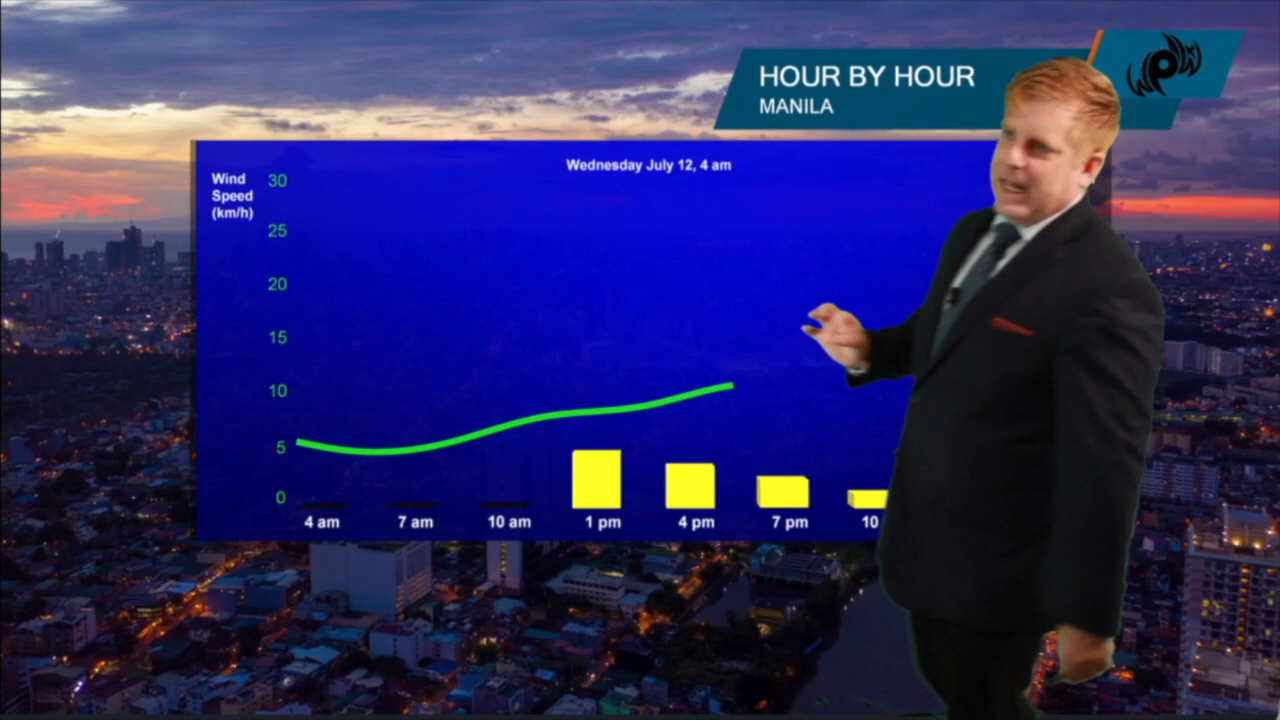 HOUR BY HOUR
MANILA
Wednesday July 12, 4 am
Wind
Speed
(km/h)
30
25
20
15
10
5
0
4 am 7 am 10 am 1 pm 4 pm 7 pm 10